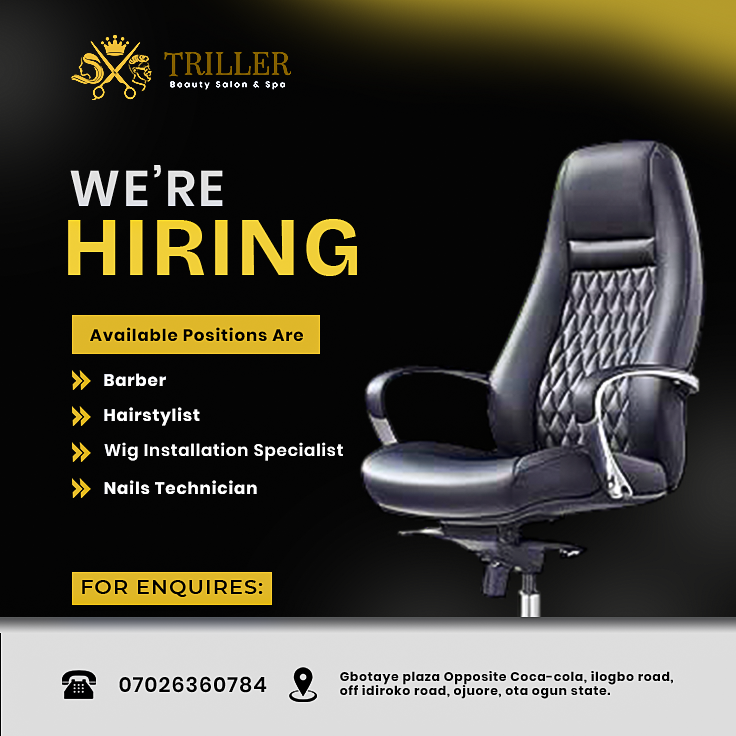 TRILLER
Beauty Salon & Spa
WE’RE
HIRING
Available Positions Are
Barber
Hairstylist
Wig Installation Specialist
Nails Technician
FOR ENQUIRES:
07026360784
Gbotaye plaza Opposite Coca-cola, ilogbo road,
off idiroko road, ojuore, ota ogun state.